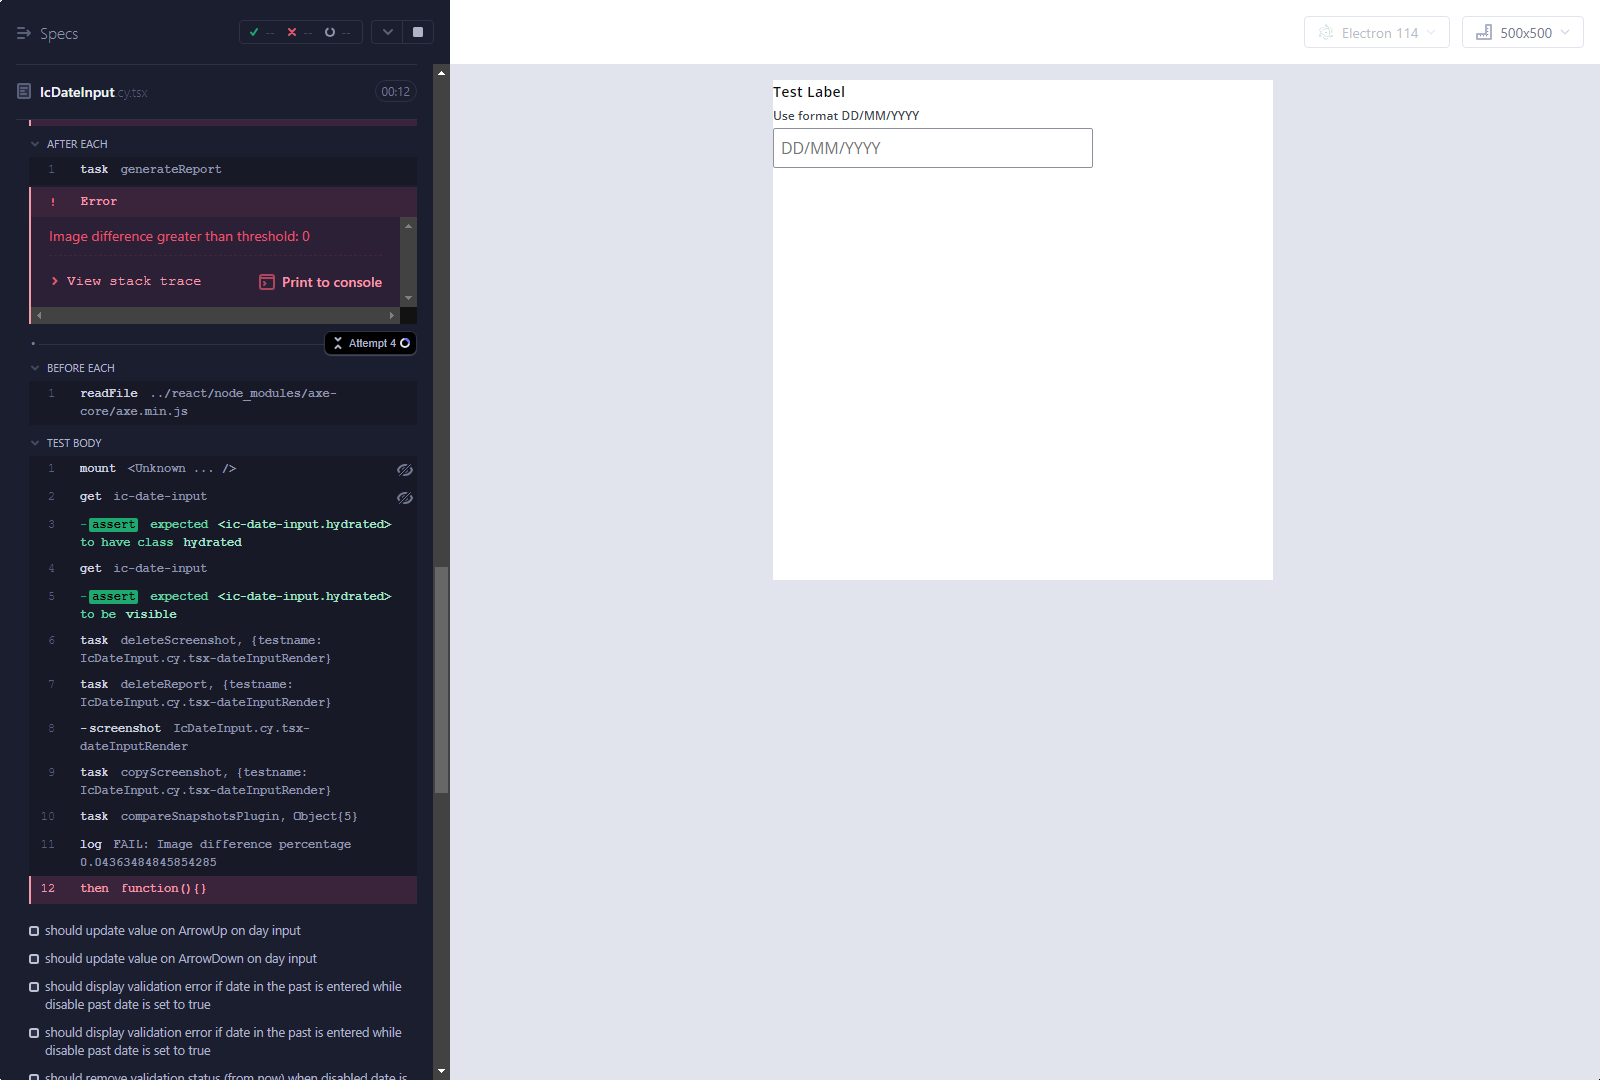 Specs
--
--
--
IcDateInput.cy.tsx
00:12
AFTER EACH
1 task generateReport
! Error
Image difference greater than threshold: 0
> View stack trace
Print to console
Attempt 4
BEFORE EACH
1 readFile ../react/node_modules/axe-
core/axe.min.js
TEST BODY
1 mount <Unknown ... />
2 get ic-date-input
3 -assert expected <ic-date-input.hydrated>
to have class hydrated
4 get ic-date-input
5 -assert expected <ic-date-input.hydrated>
to be visible
6 task deleteScreenshot, {testname:
IcDateInput.cy.tsx-dateInputRender}
7 task deleteReport, {testname:
IcDateInput.cy.tsx-dateInputRender}
8 -screenshot IcDateInput.cy.tsx-
dateInputRender
9 task copyScreenshot, {testname:
IcDateInput.cy.tsx-dateInputRender}
10 task compareSnapshotsPlugin, Object{5}
11 log FAIL: Image difference percentage
0.04363484845854285
12 then function(){}
should update value on ArrowUp on day input
should update value on ArrowDown on day input
should display validation error if date in the past is entered while
disable past date is set to true
should display validation error if date in the past is entered while
disable past date is set to true
should remove validation status (from now) when disabled date is
Electron 114
500x500
Test Label
Use format DD/MM/YYYY
DD/MM/YYYY